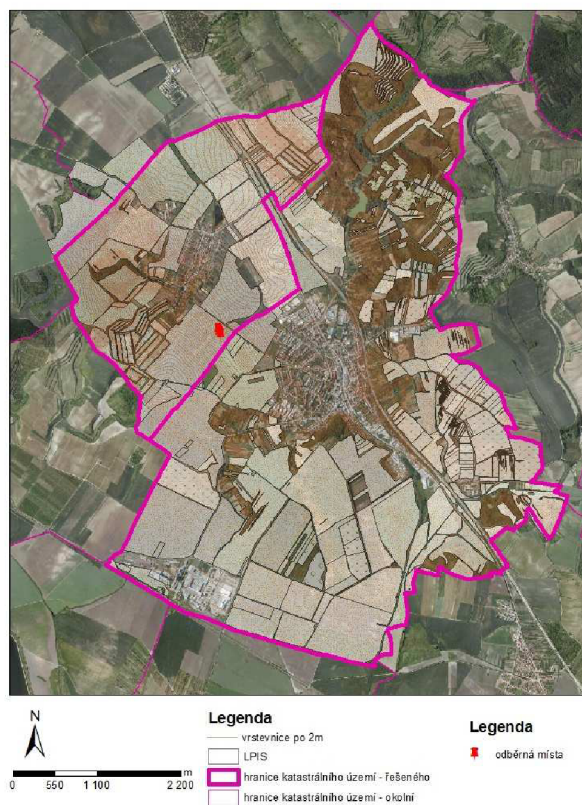 N
m
0 550 1 100 2 200
Legenda
vrstevnice po 2m
LPIS
hranice katastrálního území - řešeného
hranice katastrálního území - okolní
Legenda
odběrná místa